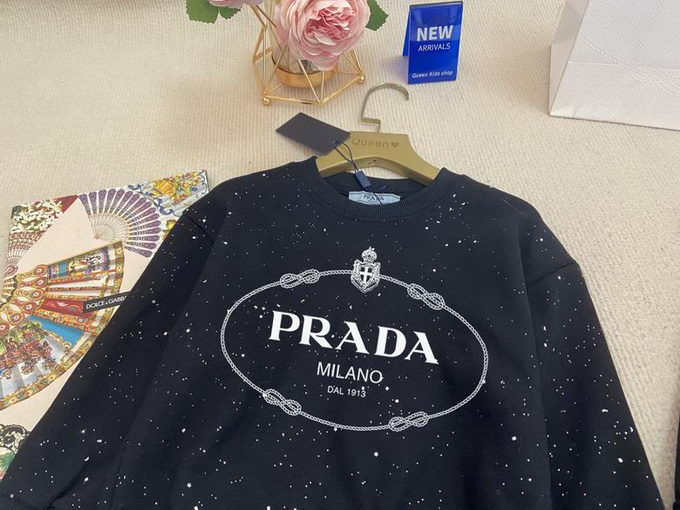 NEW
ARRIVALS
Queen Kids shop
Queen
PRADA
DOLCE&GABBANA
PRADA
MILANO
DAL 1913